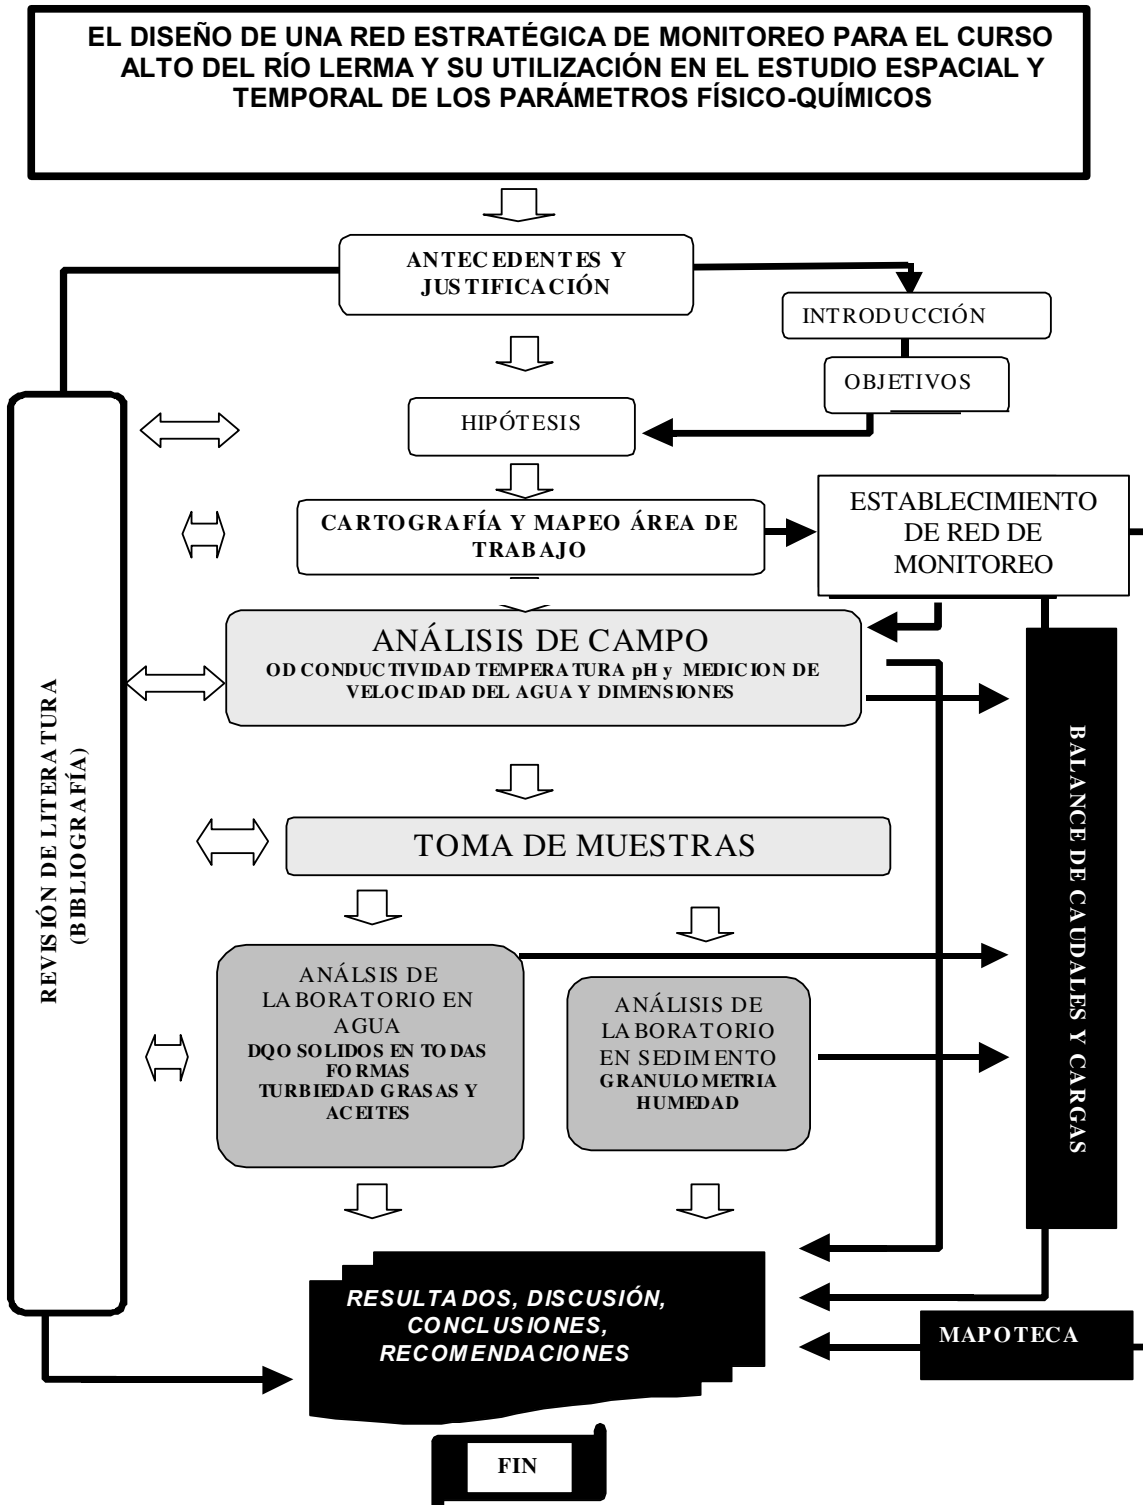 EL DISEÑO DE UNA RED ESTRATÉGICA DE MONITOREO PARA EL CURSO
ALTO DEL RÍO LERMA Y SU UTILIZACIÓN EN EL ESTUDIO ESPACIAL Y
TEMPORAL DE LOS PARÁMETROS FÍSICO-QUÍMICOS
ANTECEDENTES Y
JUSTIFICACIÓN
INTRODUCCIÓN
OBJETIVOS
HIPÓTESIS
CARTOGRAFÍA Y MAPEO ÁREA DE
TRABAJO
ESTABLECIMIENTO
DE RED DE
MONITOREO
ANÁLISIS DE CAMPO
OD CONDUCTIVIDAD TEMPERATURA pH y MEDICION DE
VELOCIDAD DEL AGUA Y DIMENSIONES
REVISIÓN DE LITERATURA
(BIBLIOGRAFÍA)
BALANCE DE CAUDALES Y CARGAS
TOMA DE MUESTRAS
ANÁLSIS DE
LABORATORIO EN
AGUA
DQO SOLIDOS EN TODAS
FORMAS
TURBIEDAD GRASAS Y
ACEITES
ANÁLISIS DE
LABORATORIO
EN SEDIMENTO
GRANULOMETRIA
HUMEDAD
RESULTADOS, DISCUSIÓN,
CONCLUSIONES,
RECOMENDACIONES
MAPOTECA
FIN